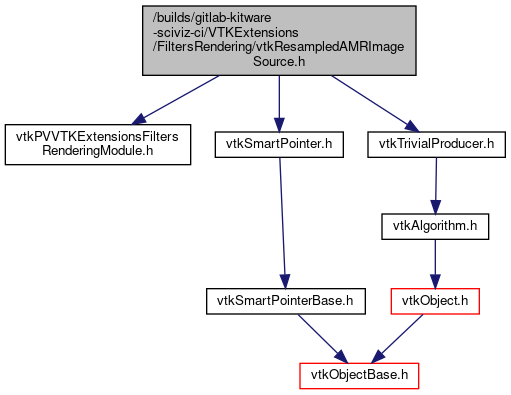 /builds/gitlab-kitware
-sciviz-ci/VTKExtensions
/FiltersRendering/vtkResampledAMRImage
Source.h
vtkPVVTKExtensionsFilters
RenderingModule.h
vtkSmartPointer.h
vtkTrivialProducer.h
vtkAlgorithm.h
vtkSmartPointerBase.h
vtkObject.h
vtkObjectBase.h